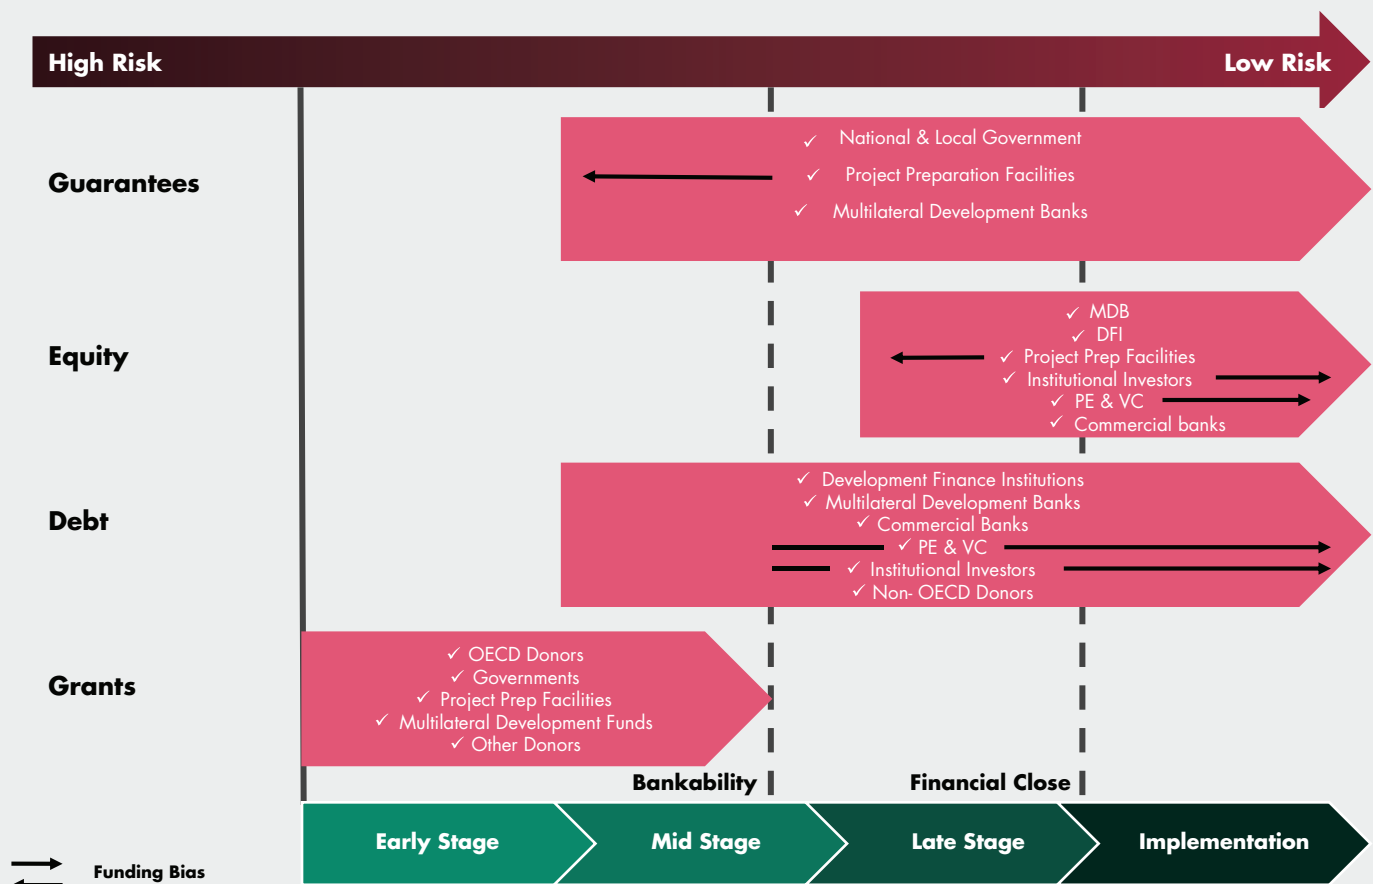 High Risk
Low Risk
Guarantees
✓ National & Local Government
✓ Project Preparation Facilities
✓ Multilateral Development Banks
Equity
✓ MDB
✓ DFI
✓ Project Prep Facilities
✓ Institutional Investors
✓ PE & VC
✓ Commercial banks
Debt
✓ Development Finance Institutions
✓ Multilateral Development Banks
✓ Commercial Banks
✓ PE & VC
✓ Institutional Investors
✓ Non- OECD Donors
Grants
✓ OECD Donors
✓ Governments
✓ Project Prep Facilities
✓ Multilateral Development Funds
✓ Other Donors
Bankability
Financial Close
Early Stage
Mid Stage
Late Stage
Implementation
Funding Bias